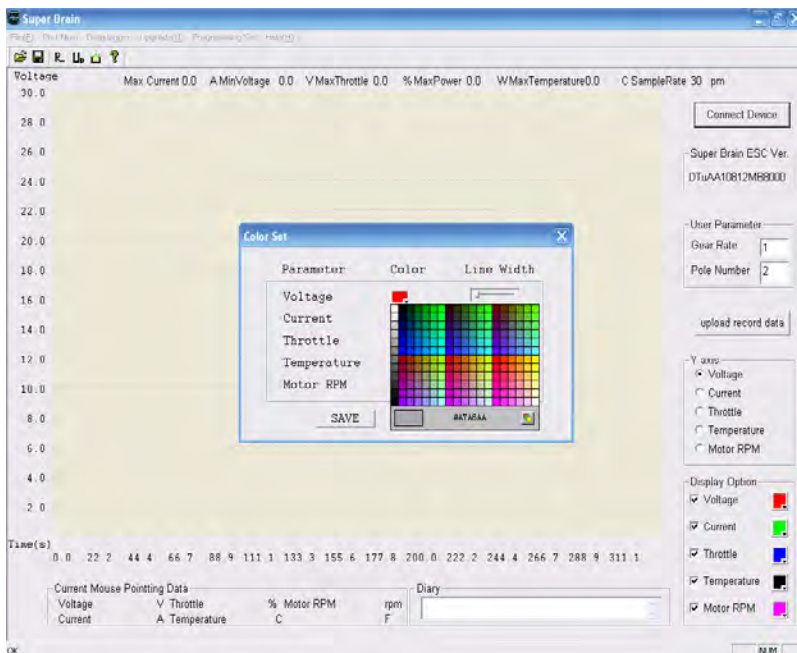 Super Brain
Voltage
Max Current 0.0 A MinVoltage 0.0 V MaxThrottle 0.0 % MaxPower 0.0 W MaxTemperature0.0 C SampleRate 30 pm
30.0
28 0
26 0
24.0
22.0
20.0
18.0
16 0
14 0
12 0
10.0
8.0
6.0
4.0
2 0
Time(s)
0.0 22 2 44 4 66 7 88 9 111 1 133 3 155 6 177 8 200.0 222 2 244 4 266 7 288 9 311 1
Connect Device
Super Brain ESC Ver.
User Parameter
Gear Rate 1
Pole Number 2
upload record data
Y axis
Voltage
Current
Throttle
Temperature
Motor RPM
Display Option
Voltage
Current
Throttle
Temperature
Motor RPM
Color Set
Parameter Color Line Width
Voltage
Current
Throttle
Temperature
Motor RPM
SAVE
Current Mouse Pointting Data
Voltage V Throttle % Motor RPM rpm
Current A Temperature C F
Diary
OK
NUM